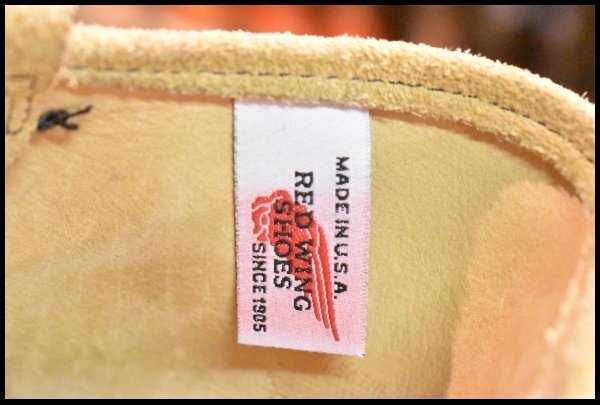 MADE IN U.S.A.
RED WING
SHOES
SINCE 1905